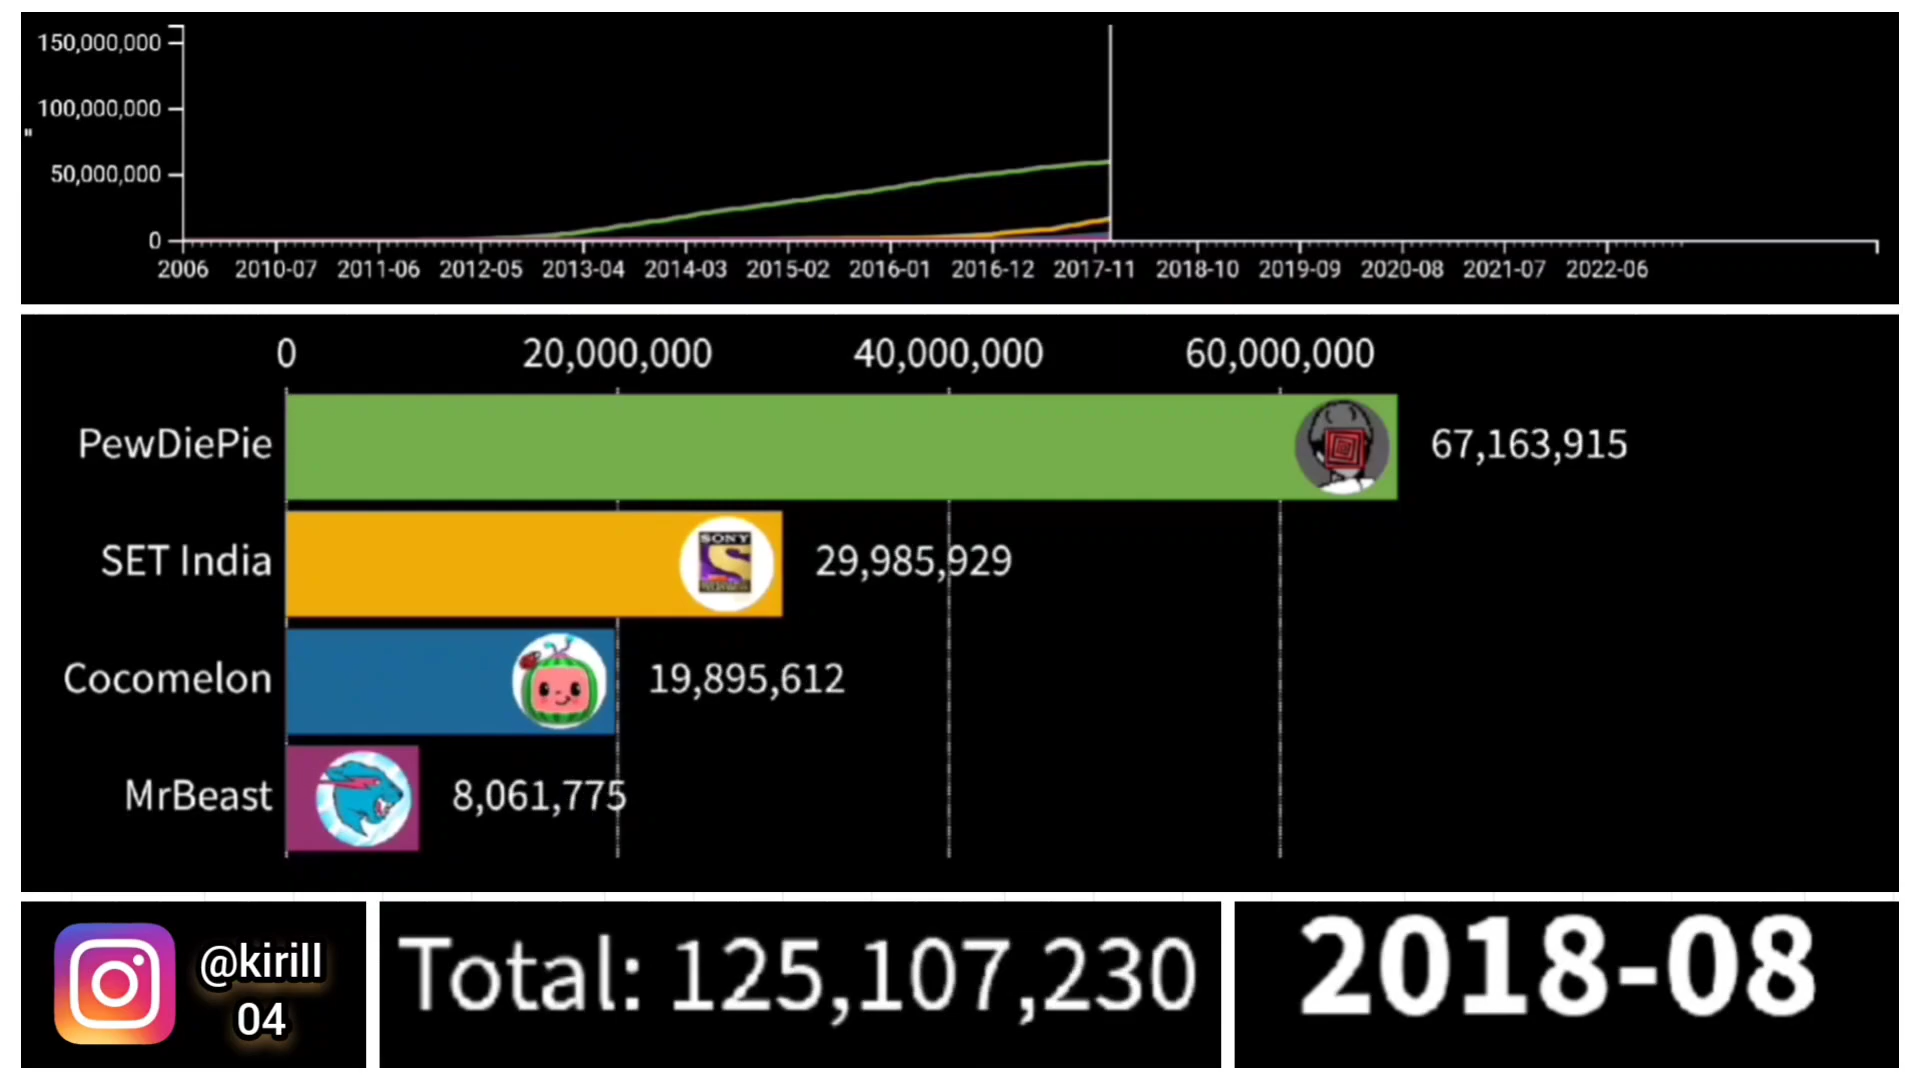 150,000,000
100,000,000
"
50,000,000
0
2006 2010-07 2011-06 2012-05 2013-04 2014-03 2015-02 2016-01 2016-12 2017-11 2018-10 2019-09 2020-08 2021-07 2022-06
0 20,000,000 40,000,000 60,000,000
PewDiePie 67,163,915
SET India SONY 29,985,929
Cocomelon 19,895,612
MrBeast 8,061,775
@kirill
04
Total: 125,107,230
2018-08